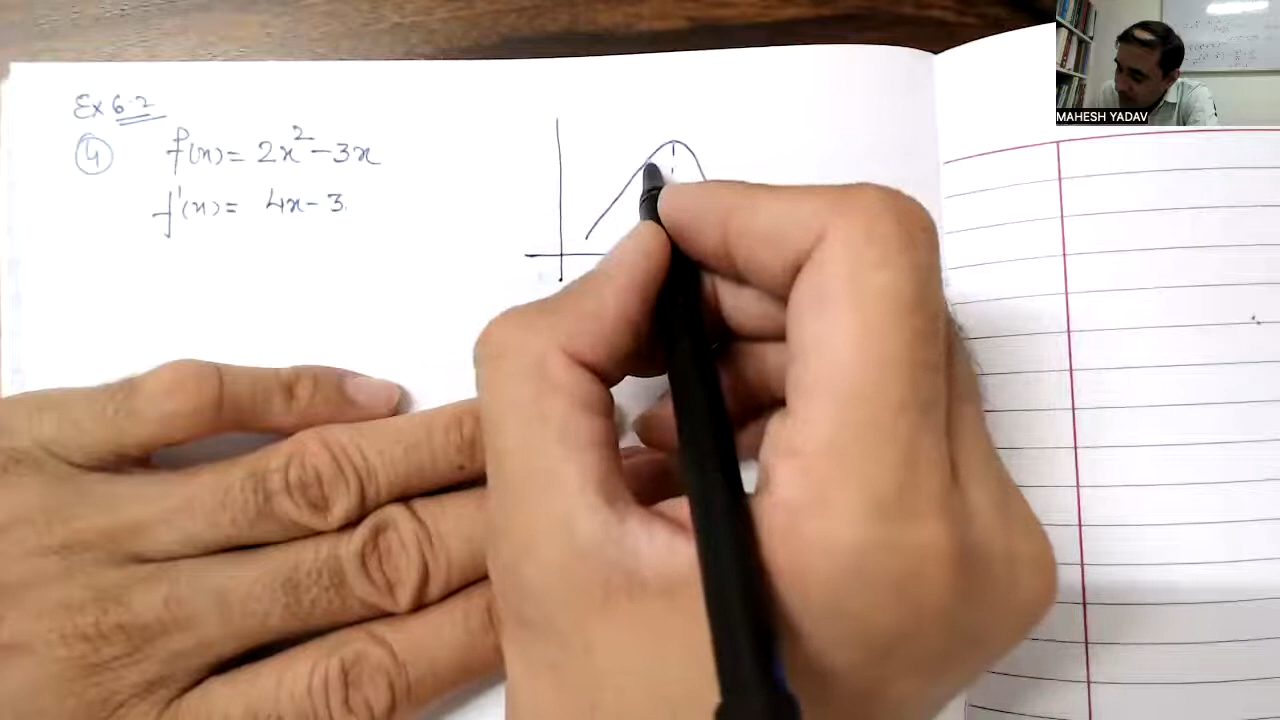 Ex 6.2
4 f(x) = 2x² - 3x
f'(x) = 4x - 3.
MAHESH YADAV